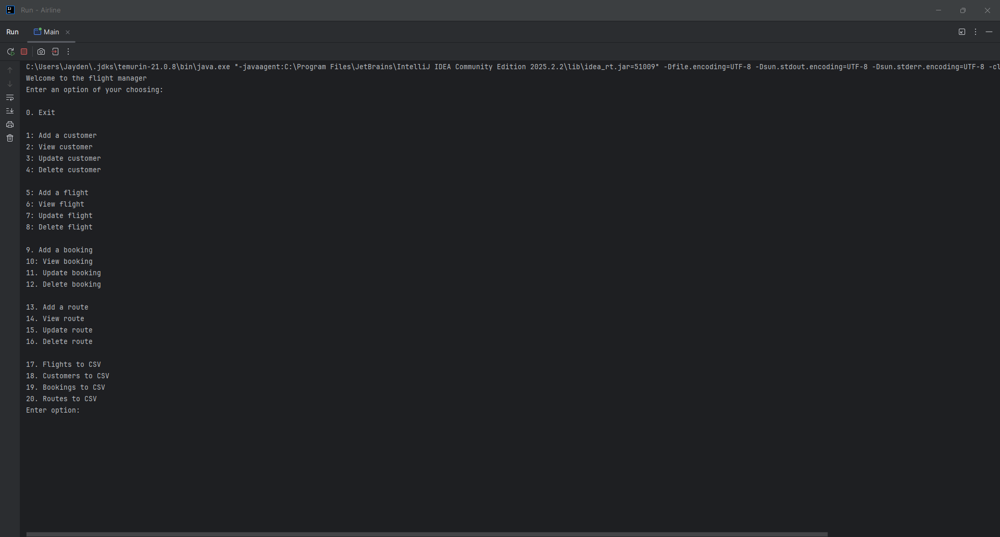 Run - Airline
Run Main
C:\Users\Jayden\.jdks\temurin-21.0.8\bin\java.exe "-javaagent:C:\Program Files\JetBrains\IntelliJ IDEA Community Edition 2025.2.2\lib\idea_rt.jar=51009" -Dfile.encoding=UTF-8 -Dsun.stdout.encoding=UTF-8 -Dsun.stderr.encoding=UTF-8 -cl
Welcome to the flight manager
Enter an option of your choosing:
0. Exit
1: Add a customer
2: View customer
3: Update customer
4: Delete customer
5: Add a flight
6: View flight
7: Update flight
8: Delete flight
9. Add a booking
10: View booking
11. Update booking
12. Delete booking
13. Add a route
14. View route
15. Update route
16. Delete route
17. Flights to CSV
18. Customers to CSV
19. Bookings to CSV
20. Routes to CSV
Enter option: